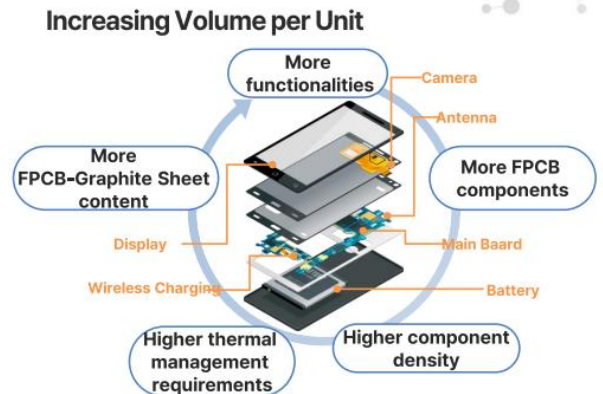 Increasing Volume per Unit
More
functionalities
Camera
Antenna
More
FPCB-Graphite Sheet
content
More FPCB
components
Display
Main Baard
Wireless Charging
Battery
Higher thermal
management
requirements
Higher component
density